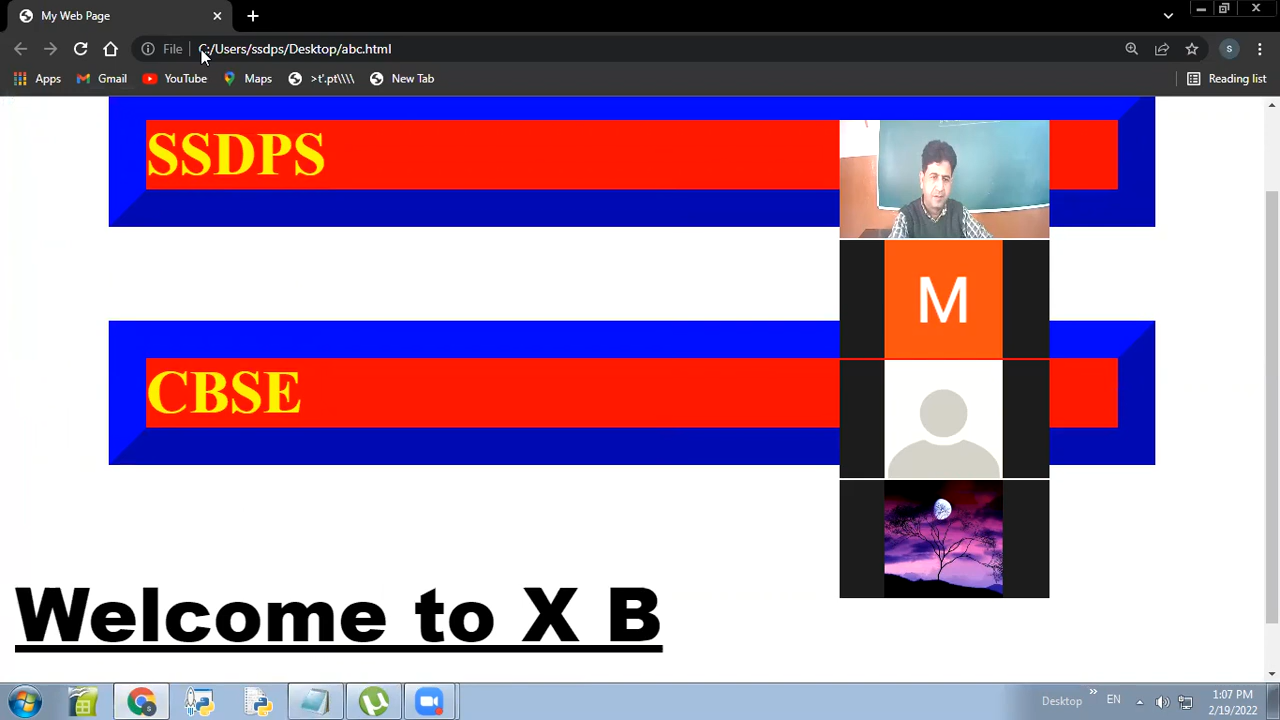 My Web Page
File C:/Users/ssdps/Desktop/abc.html
S
Apps Gmail YouTube Maps >t'.pt\\\\ New Tab Reading list
SSDPS
M
CBSE
Welcome to X B
Desktop » EN 1:07 PM
2/19/2022